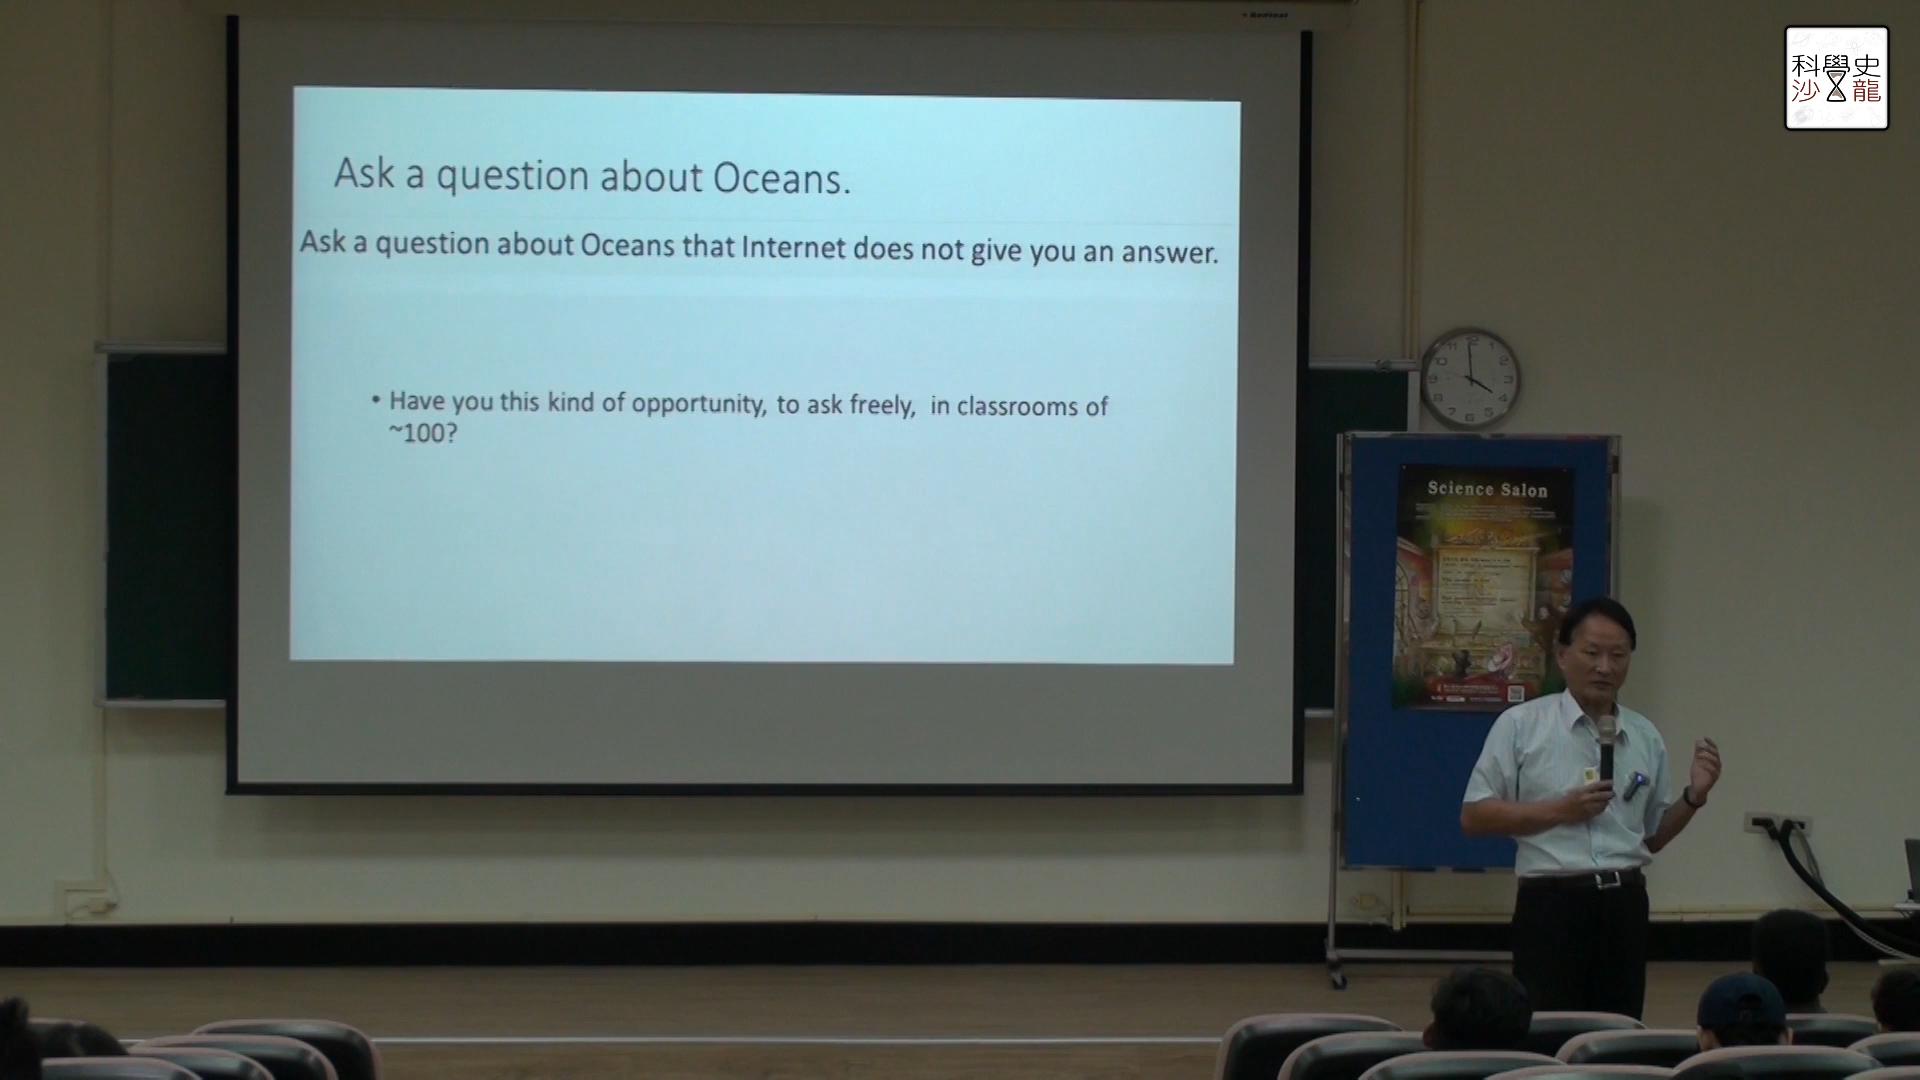 科學史
沙龍
Ask a question about Oceans.
Ask a question about Oceans that Internet does not give you an answer.
• Have you this kind of opportunity, to ask freely, in classrooms of
~100?
Science Salon